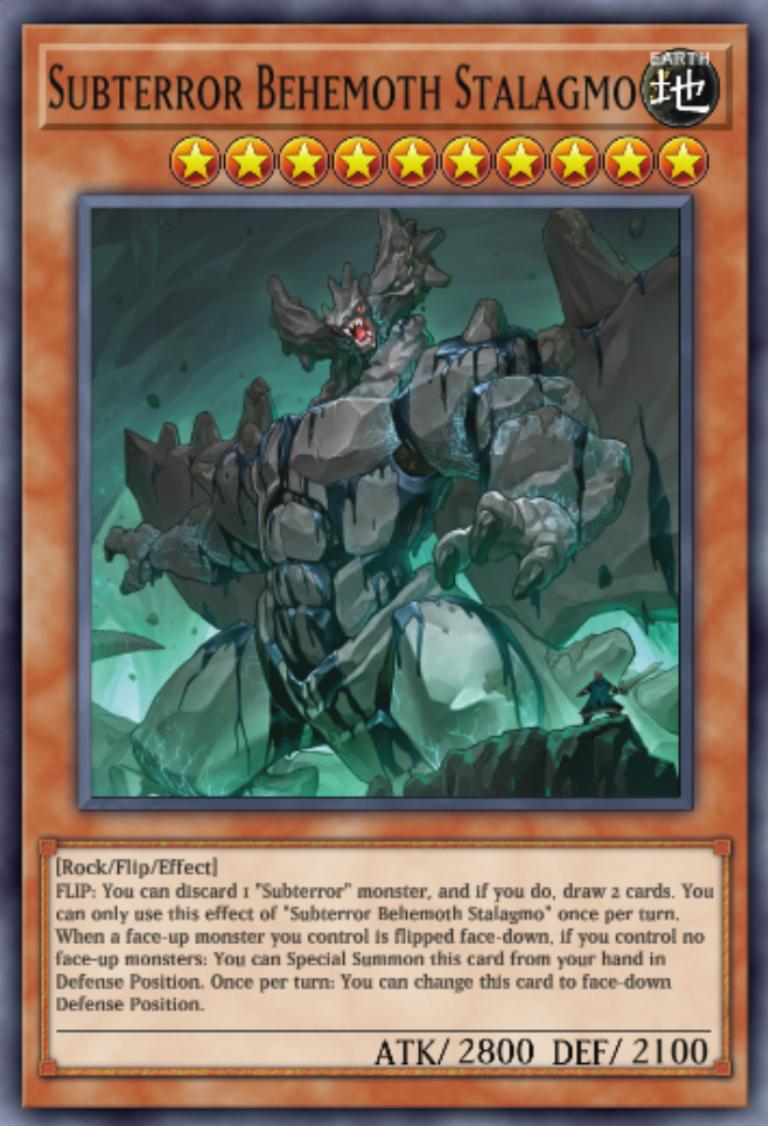 SUBTERROR BEHEMOTH STALAGMO
EARTH
地
[Rock/Flip/Effect]
FLIP: You can discard 1 "Subterror" monster, and if you do, draw 2 cards. You
can only use this effect of "Subterror Behemoth Stalagmo" once per turn.
When a face-up monster you control is flipped face-down, if you control no
face-up monsters: You can Special Summon this card from your hand in
Defense Position. Once per turn: You can change this card to face-down
Defense Position.
ATK/ 2800 DEF/ 2100